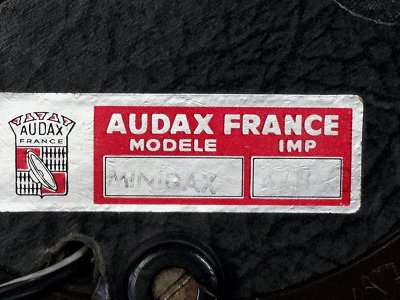 AUDAX
FRANCE
AUDAX FRANCE
MODELE IMP
MINIDAX